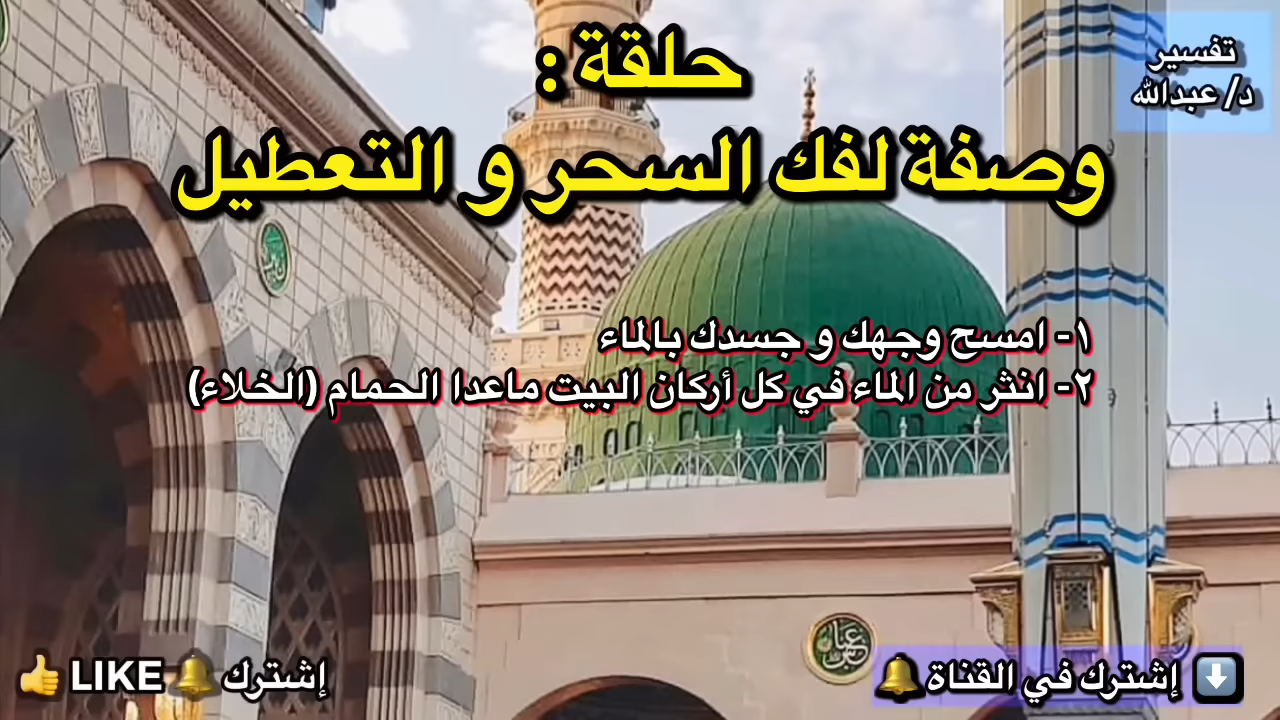 حلقة :
وصفة لفك السحر و التعطيل
تفسير
د/ عبدالله
١- امسح وجهك و جسدك بالماء
٢- انثر من الماء في كل أركان البيت ماعدا الحمام (الخلاء)
👍 LIKE 🔔 إشترك
⬇️ إشترك في القناة 🔔